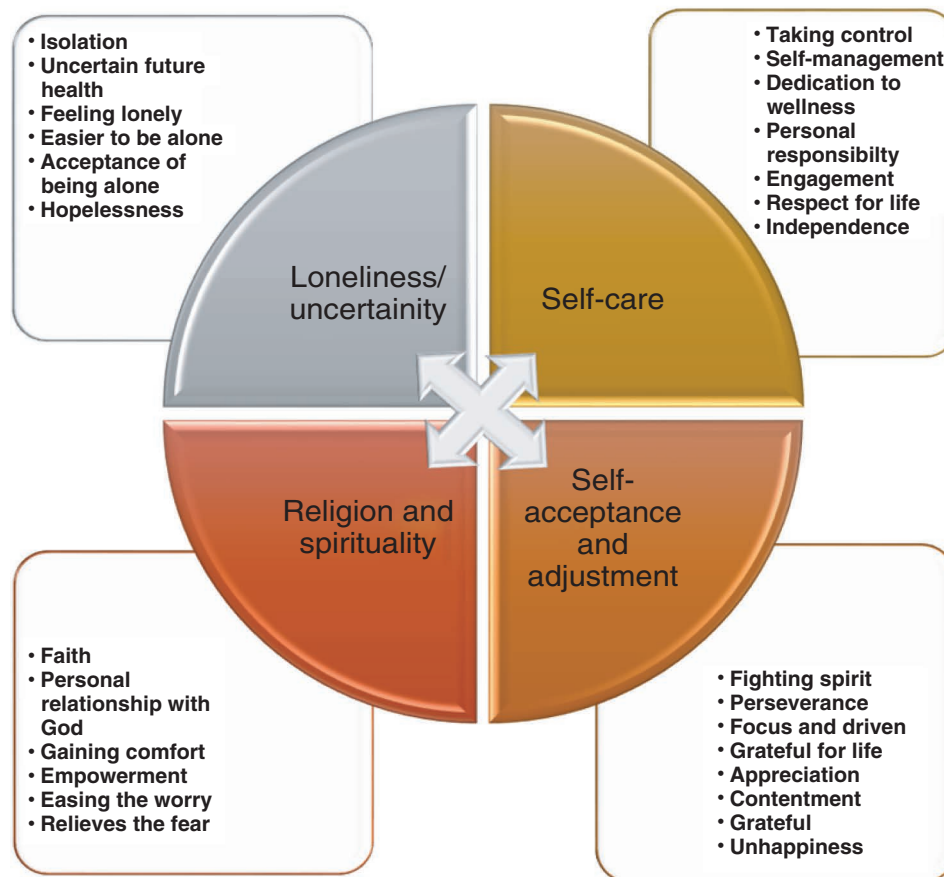 • Isolation
• Uncertain future
health
• Feeling lonely
• Easier to be alone
• Acceptance of
being alone
• Hopelessness
• Taking control
• Self-management
• Dedication to
wellness
• Personal
responsibilty
• Engagement
• Respect for life
• Independence
Loneliness/
uncertainity
Self-care
Religion and
spirituality
Self-
acceptance
and
adjustment
• Faith
• Personal
relationship with
God
• Gaining comfort
• Empowerment
• Easing the worry
• Relieves the fear
• Fighting spirit
• Perseverance
• Focus and driven
• Grateful for life
• Appreciation
• Contentment
• Grateful
• Unhappiness